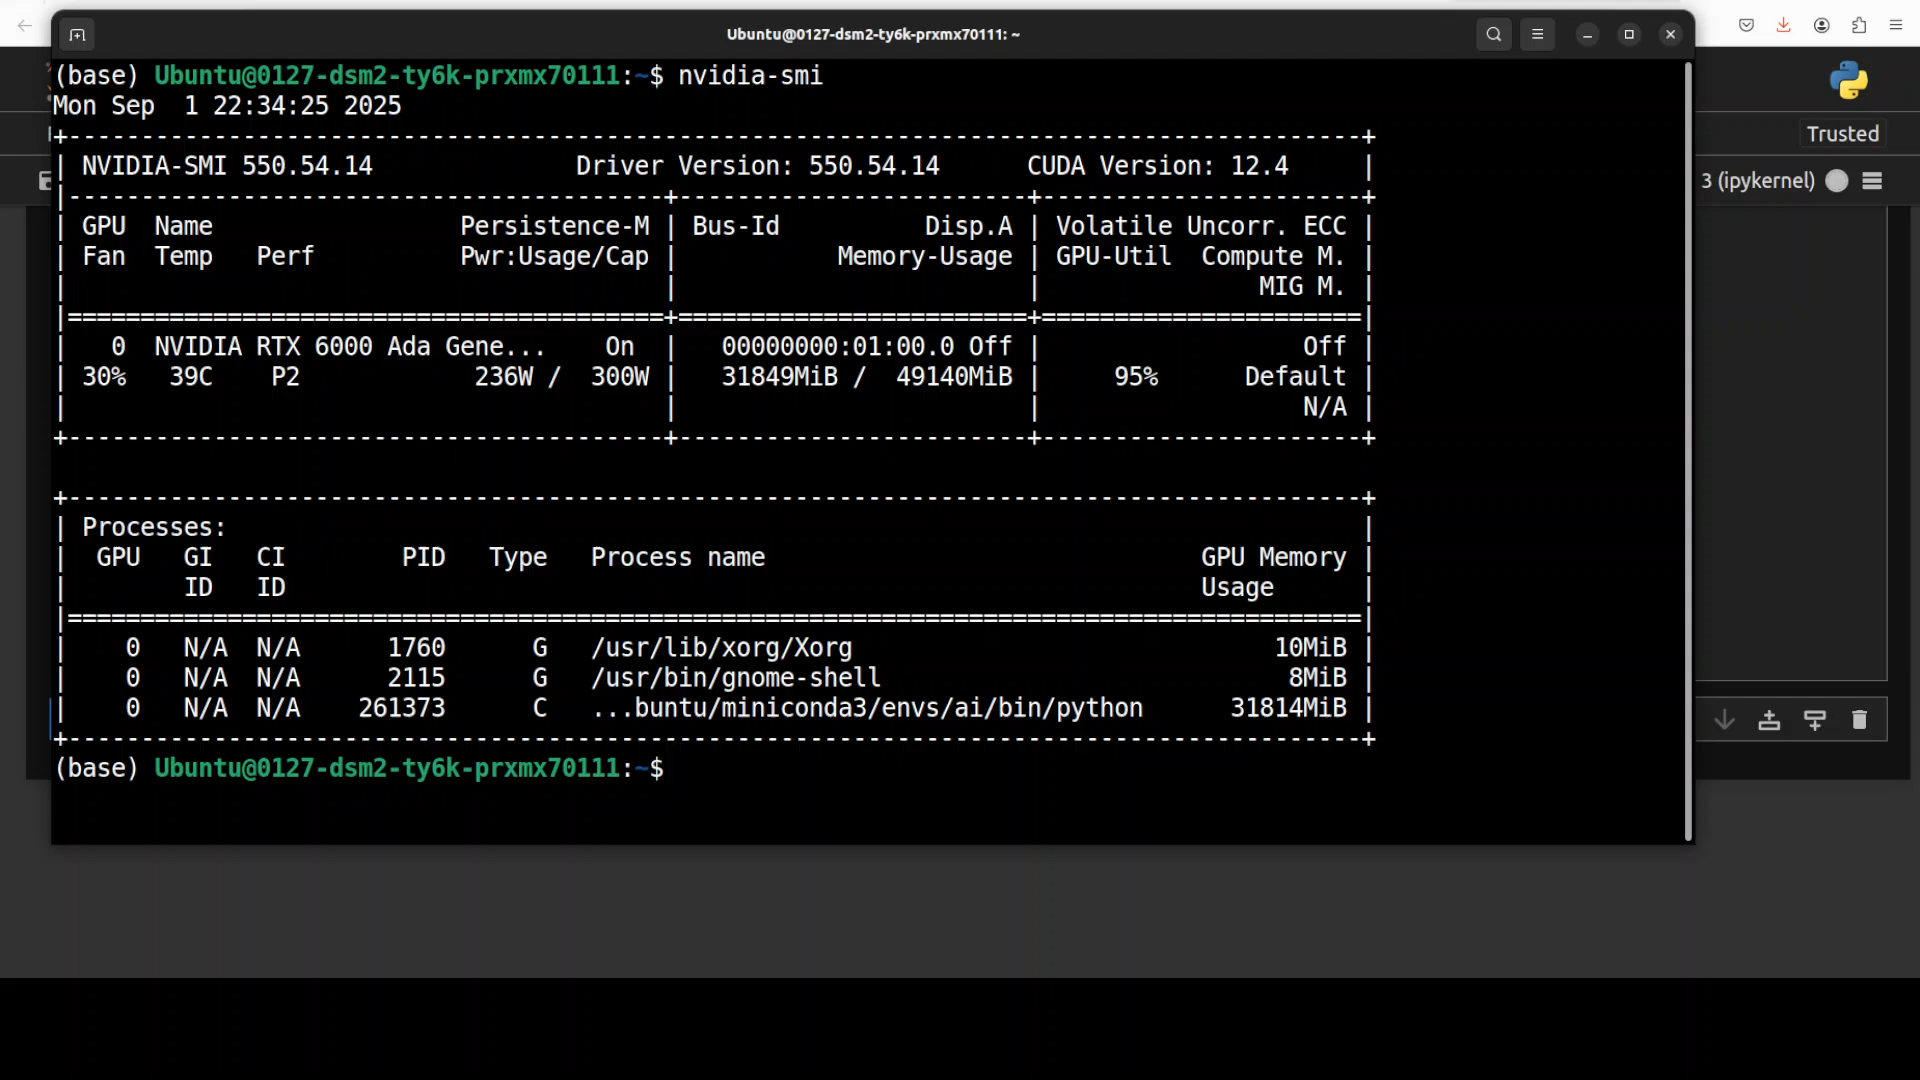 Ubuntu@0127-dsm2-ty6k-prxmx70111: ~
(base) Ubuntu@0127-dsm2-ty6k-prxmx70111:~$ nvidia-smi
Mon Sep  1 22:34:25 2025
+-----------------------------------------------------------------------------------------+
| NVIDIA-SMI 550.54.14              Driver Version: 550.54.14      CUDA Version: 12.4     |
|-----------------------------------------+------------------------+----------------------+
| GPU  Name                 Persistence-M | Bus-Id          Disp.A | Volatile Uncorr. ECC |
| Fan  Temp   Perf          Pwr:Usage/Cap |           Memory-Usage | GPU-Util  Compute M. |
|                                         |                        |               MIG M. |
|=========================================+========================+======================|
|   0  NVIDIA RTX 6000 Ada Gene...    On  |   00000000:01:00.0 Off |                  Off |
| 30%   39C    P2            236W /  300W |   31849MiB /  49140MiB |     95%      Default |
|                                         |                        |                  N/A |
+-----------------------------------------+------------------------+----------------------+
+-----------------------------------------------------------------------------------------+
| Processes:                                                                              |
|  GPU   GI   CI        PID   Type   Process name                              GPU Memory |
|        ID   ID                                                               Usage      |
|=========================================================================================|
|    0   N/A  N/A      1760      G   /usr/lib/xorg/Xorg                             10MiB |
|    0   N/A  N/A      2115      G   /usr/bin/gnome-shell                            8MiB |
|    0   N/A  N/A    261373      C   ...buntu/miniconda3/envs/ai/bin/python      31814MiB |
+-----------------------------------------------------------------------------------------+
(base) Ubuntu@0127-dsm2-ty6k-prxmx70111:~$
Trusted
3 (ipykernel)